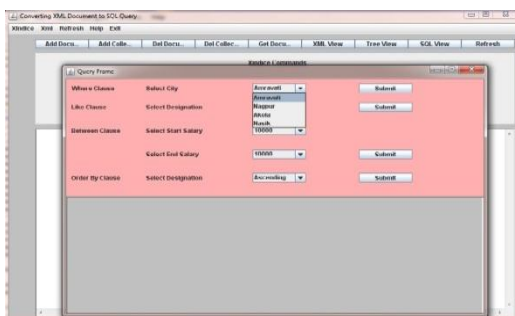 Converting XML Document to SQL Query
Xindice Xml Refresh Help Exit
Add Docu... Add Colle... Del Docu... Del Collec... Get Docu... XML View Tree View SQL View Refresh
Xindice Commands
Query Frame
Where Clause Select City Amravati Submit
Amravati
Like Clause Select Designation Nagpur Submit
Akola
Nasik
Between Clause Select Start Salary 10000
Select End Salary 10000 Submit
Order By Clause Select Designation Ascending Submit